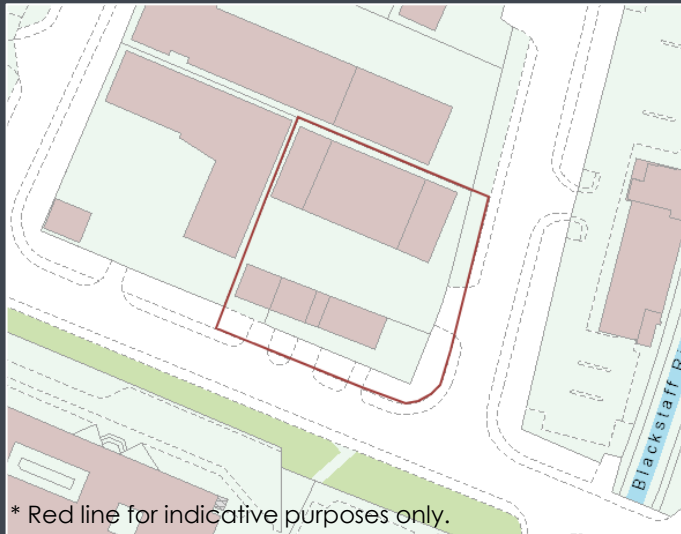 Blackstaff
* Red line for indicative purposes only.